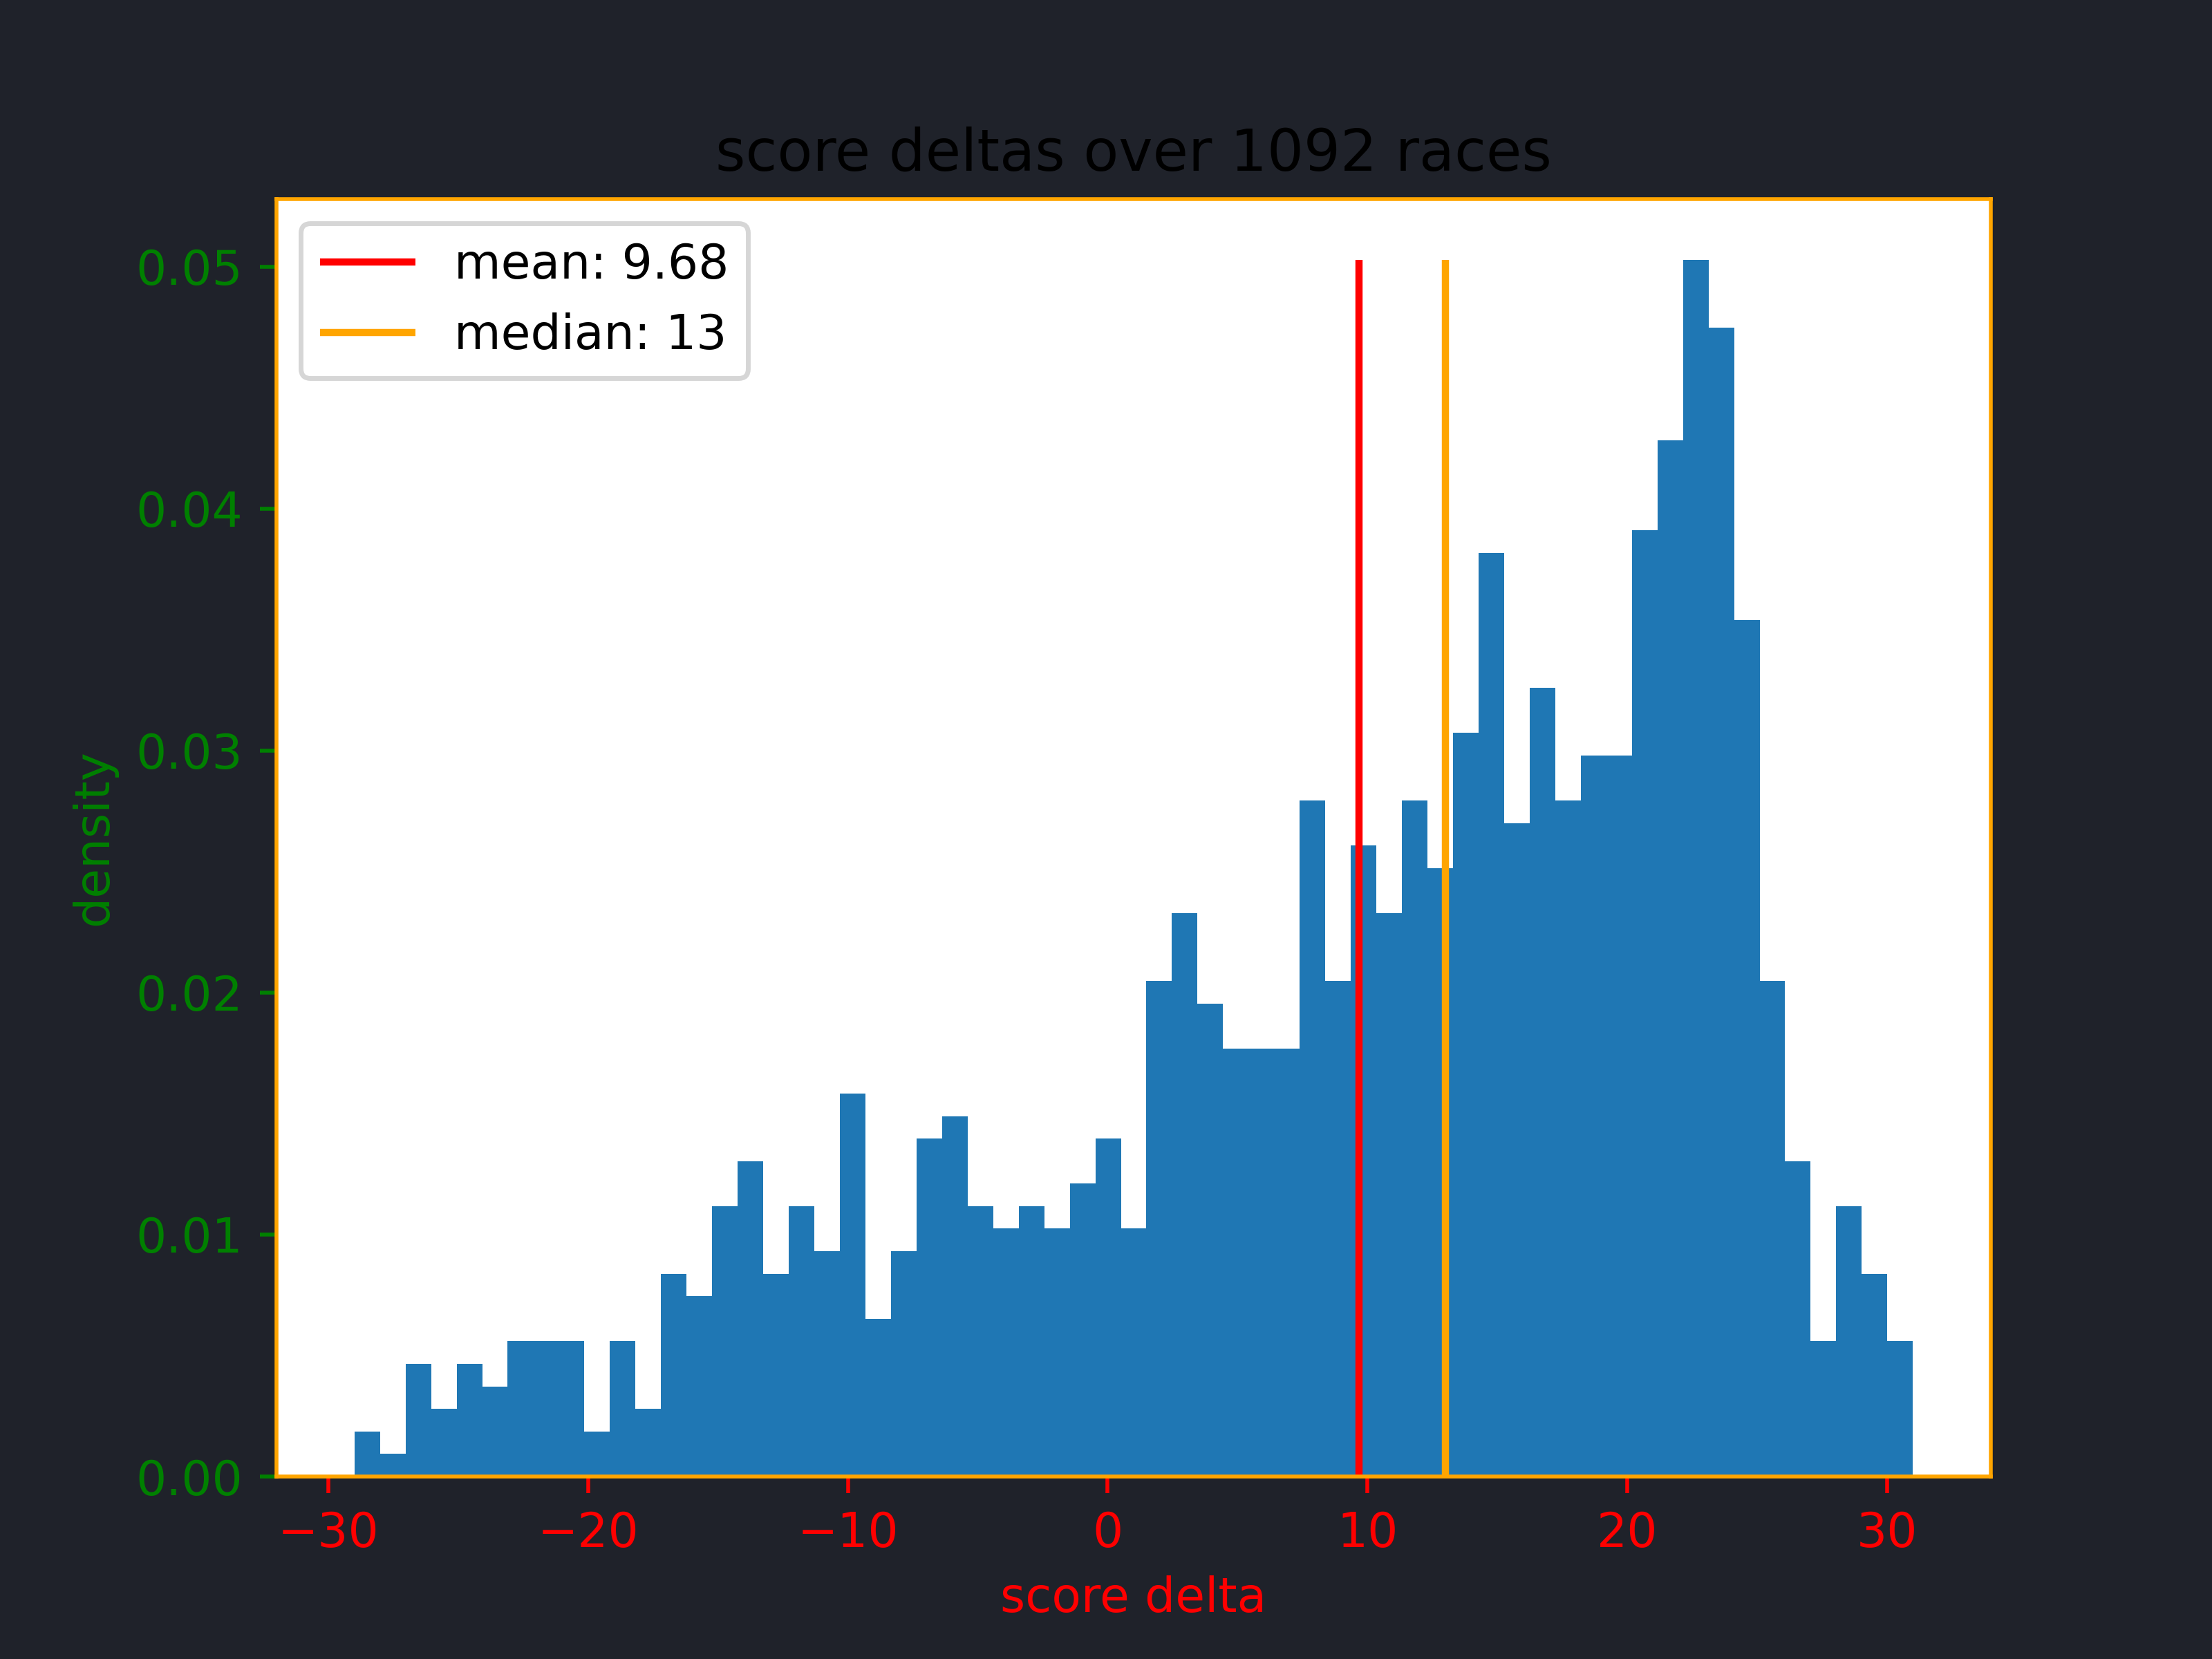 score deltas over 1092 races
mean: 9.68
median: 13
0.05
0.04
0.03
0.02
0.01
0.00
density
−30 −20 −10 0 10 20 30
score delta